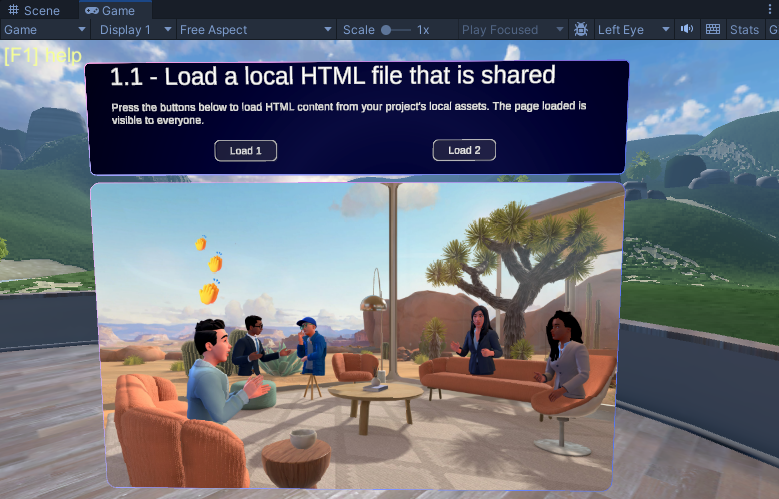 Scene
Game
Game
Display 1
Free Aspect
Scale
1x
Play Focused
Left Eye
Stats
G
[F1] help
1.1 - Load a local HTML file that is shared
Press the buttons below to load HTML content from your project's local assets. The page loaded is
visible to everyone.
Load 1
Load 2